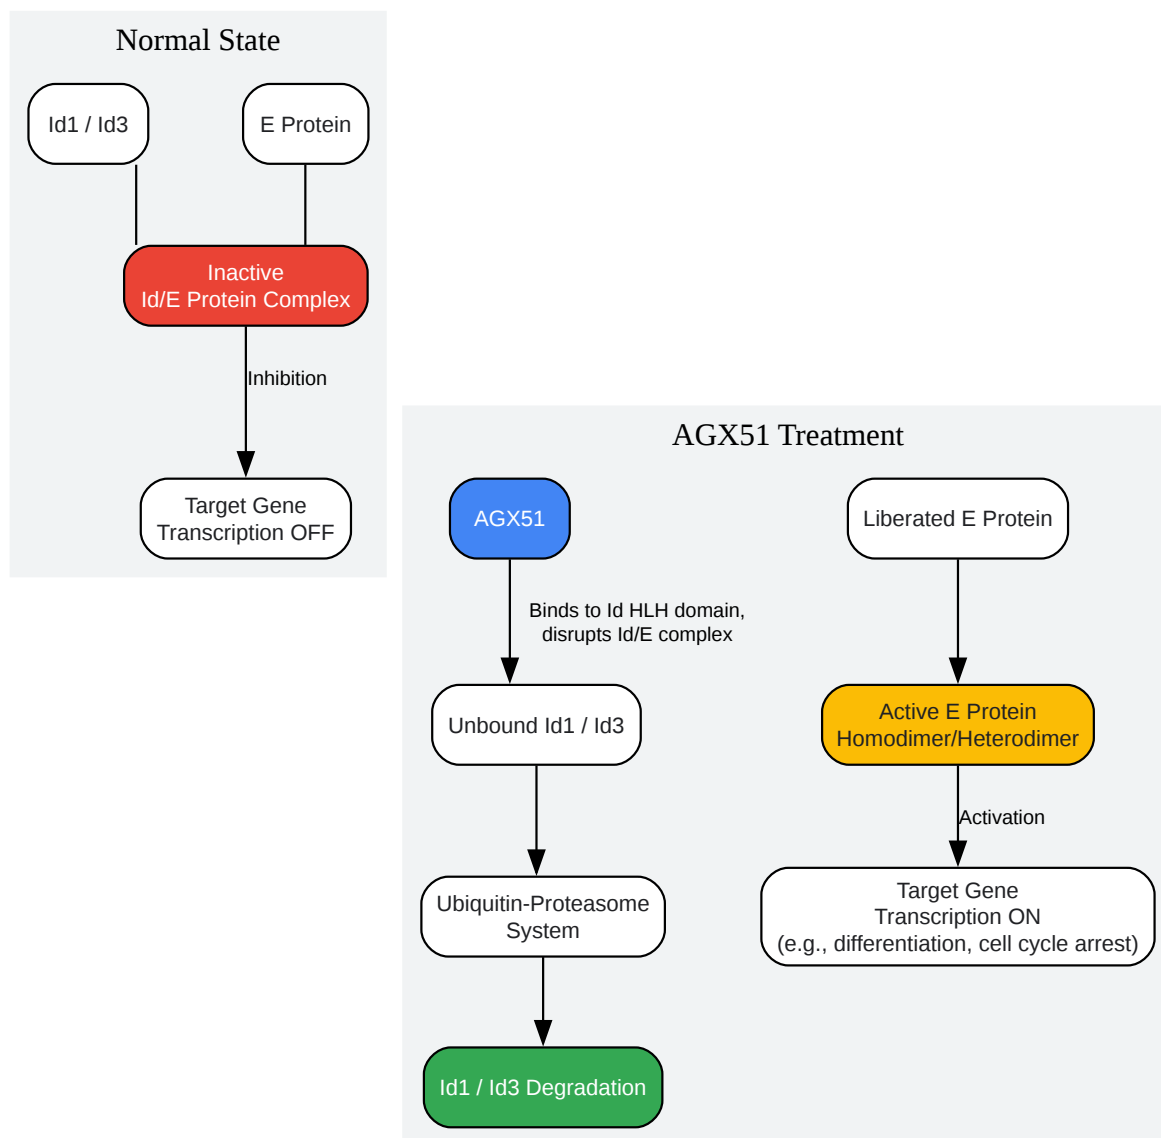 Normal State
Id1 / Id3
E Protein
Inactive
Id/E Protein Complex
Inhibition
Target Gene
Transcription OFF
AGX51 Treatment
AGX51
Liberated E Protein
Binds to Id HLH domain,
disrupts Id/E complex
Unbound Id1 / Id3
Active E Protein
Homodimer/Heterodimer
Activation
Ubiquitin-Proteasome
System
Target Gene
Transcription ON
(e.g., differentiation, cell cycle arrest)
Id1 / Id3 Degradation